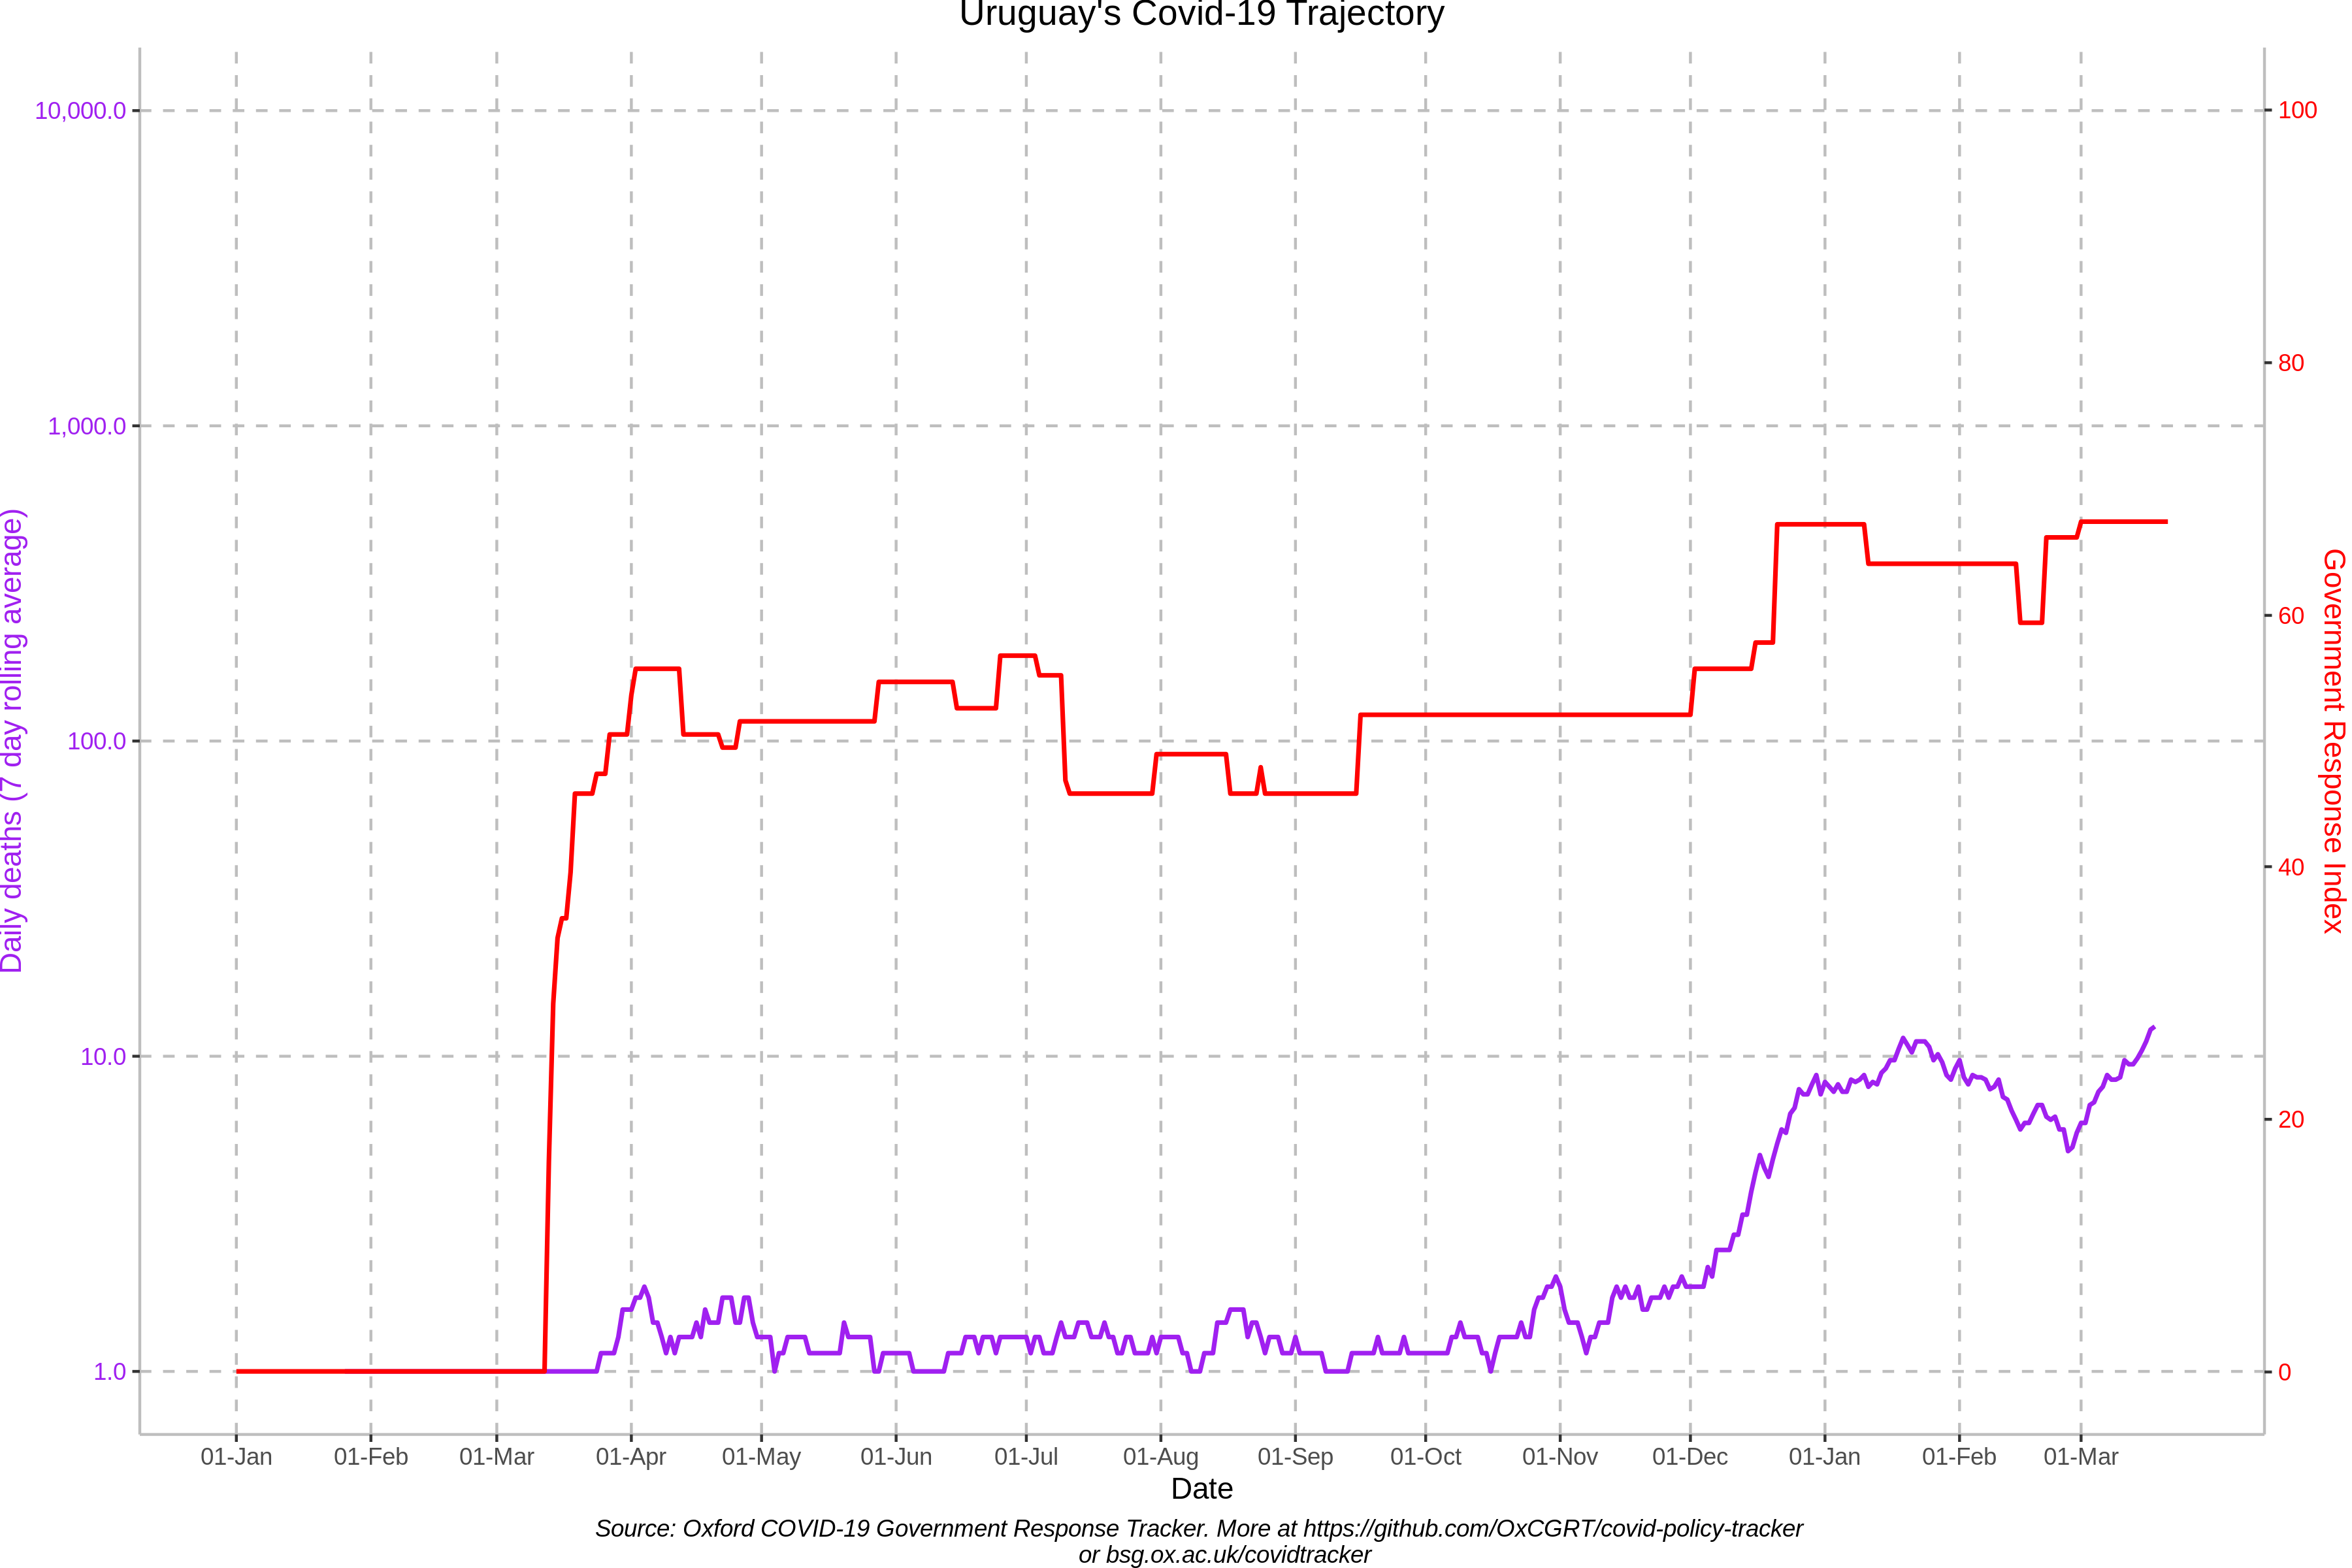 Uruguay's Covid-19 Trajectory
10,000.0
1,000.0
100.0
10.0
1.0
Daily deaths (7 day rolling average)
100
80
60
40
20
0
Government Response Index
01-Jan
01-Feb
01-Mar
01-Apr
01-May
01-Jun
01-Jul
01-Aug
01-Sep
01-Oct
01-Nov
01-Dec
01-Jan
01-Feb
01-Mar
Date
Source: Oxford COVID-19 Government Response Tracker. More at https://github.com/OxCGRT/covid-policy-tracker
or bsg.ox.ac.uk/covidtracker